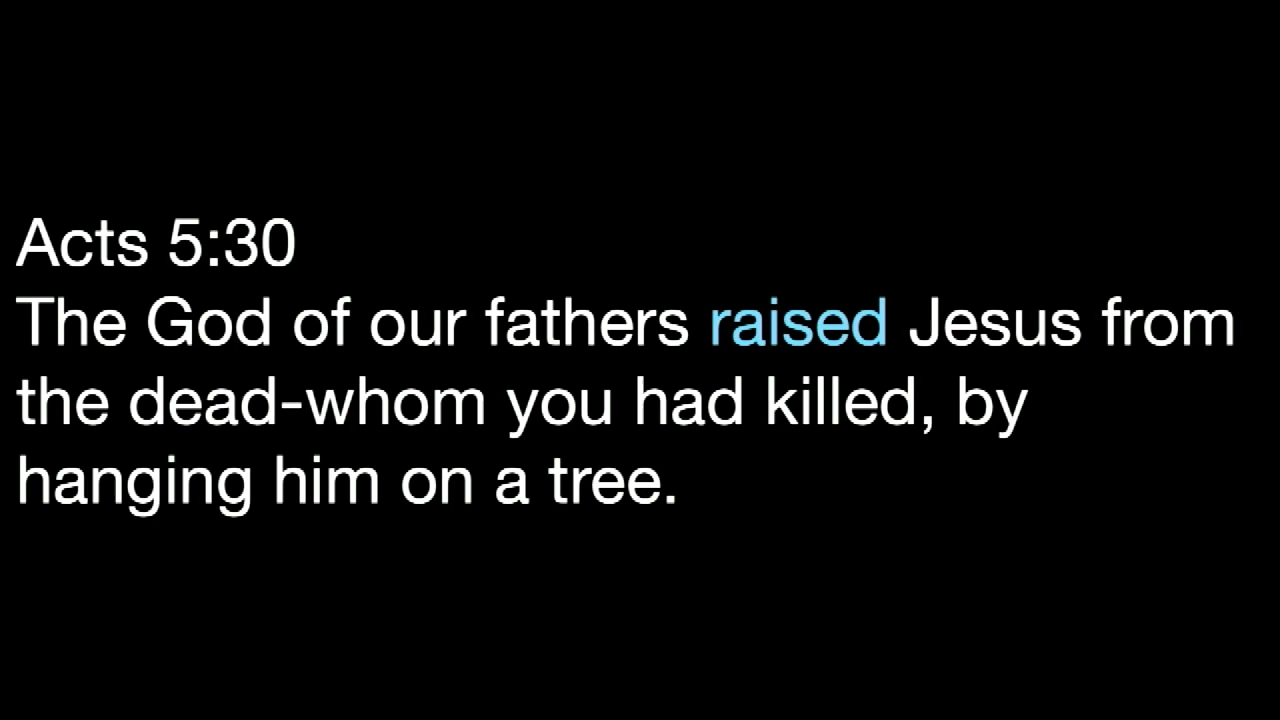 Acts 5:30
The God of our fathers raised Jesus from
the dead-whom you had killed, by
hanging him on a tree.